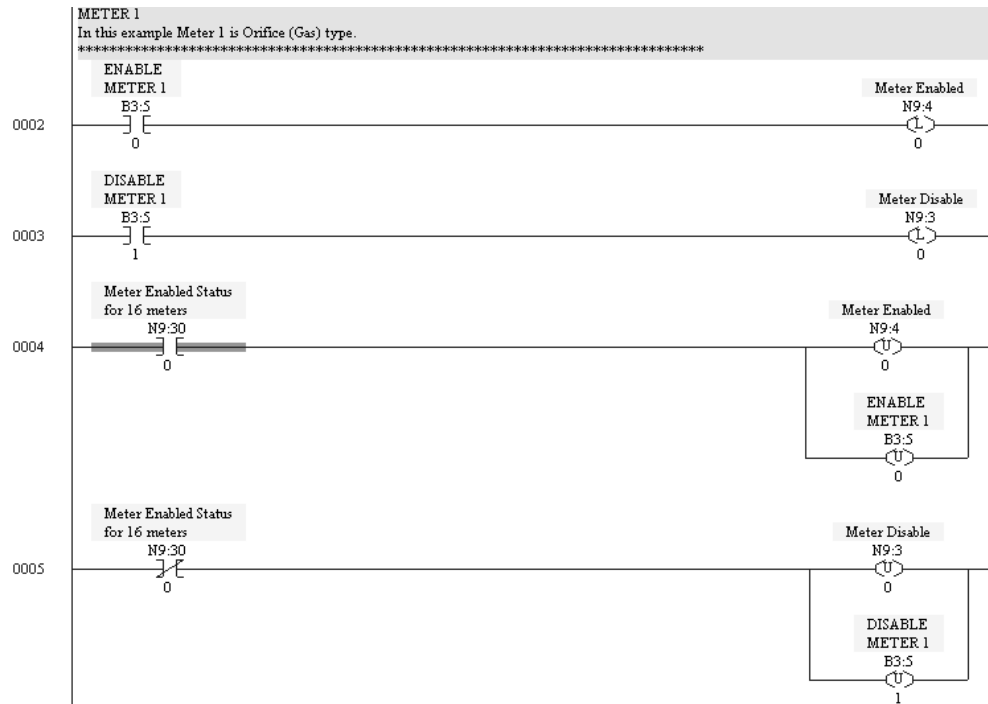 METER 1
In this example Meter 1 is Orifice (Gas) type.
*******************************************************************************
ENABLE
METER 1
B3:5
0
Meter Enabled
N9:4
L
0
0002
DISABLE
METER 1
B3:5
1
Meter Disable
N9:3
L
0
0003
Meter Enabled Status
for 16 meters
N9:30
0
Meter Enabled
N9:4
U
0
0004
ENABLE
METER 1
B3:5
U
0
Meter Enabled Status
for 16 meters
N9:30
0
Meter Disable
N9:3
U
0
0005
DISABLE
METER 1
B3:5
U
1